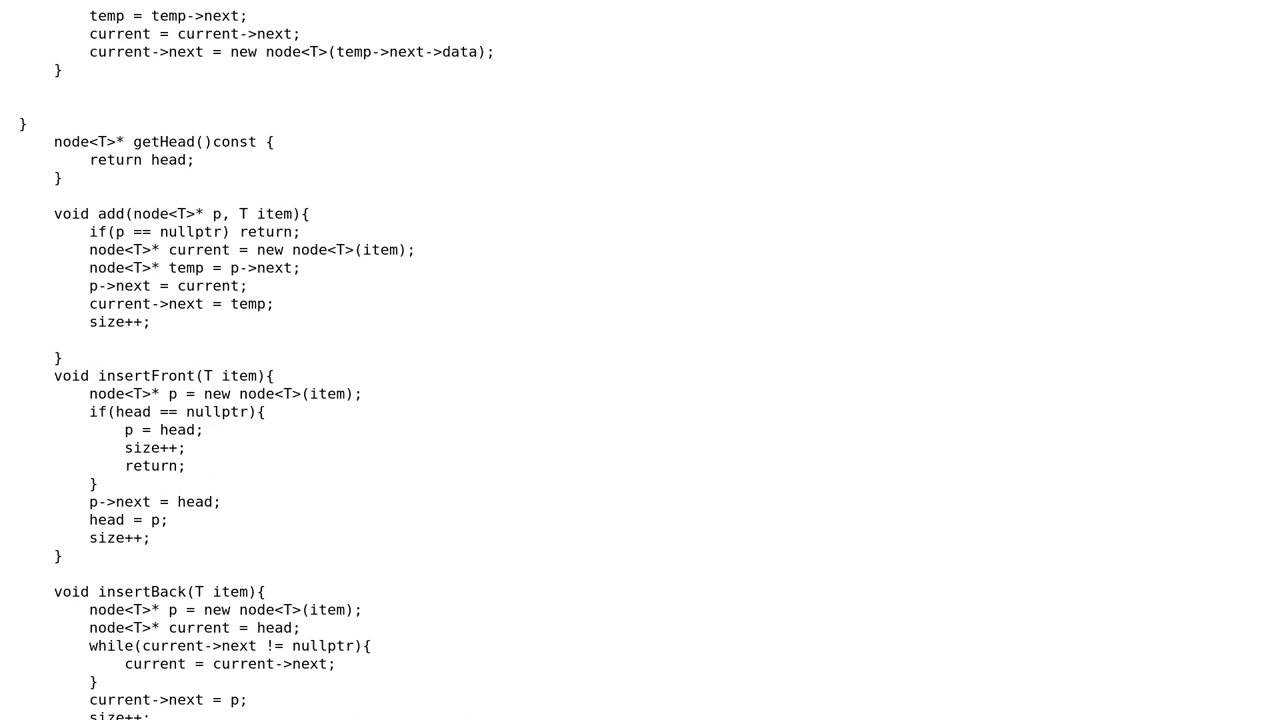 temp = temp->next;
        current = current->next;
        current->next = new node<T>(temp->next->data);
    }
}
    node<T>* getHead()const {
        return head;
    }
    void add(node<T>* p, T item){
        if(p == nullptr) return;
        node<T>* current = new node<T>(item);
        node<T>* temp = p->next;
        p->next = current;
        current->next = temp;
        size++;
    }
    void insertFront(T item){
        node<T>* p = new node<T>(item);
        if(head == nullptr){
            p = head;
            size++;
            return;
        }
        p->next = head;
        head = p;
        size++;
    }
    void insertBack(T item){
        node<T>* p = new node<T>(item);
        node<T>* current = head;
        while(current->next != nullptr){
            current = current->next;
        }
        current->next = p;
        size++;